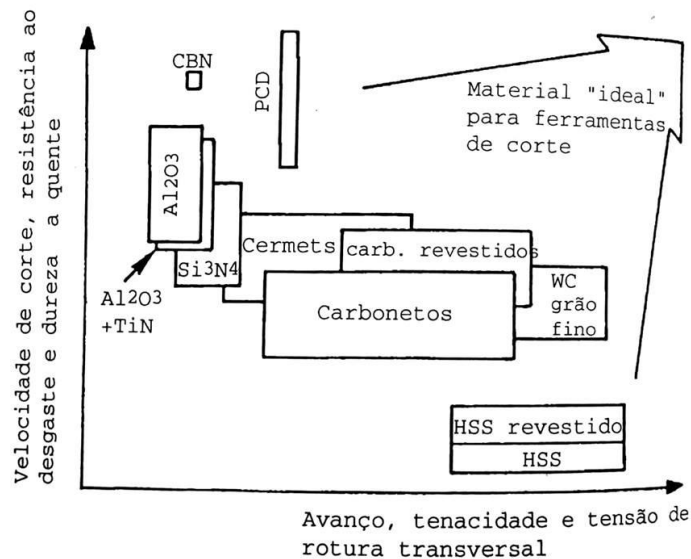 Velocidade de corte, resistência ao
desgaste e dureza a quente
CBN
PCD
Material "ideal"
para ferramentas
de corte
Al2O3
Si3N4
Al2O3
+TiN
Cermets
carb. revestidos
Carbonetos
WC
grão
fino
HSS revestido
HSS
Avanço, tenacidade e tensão de
rotura transversal